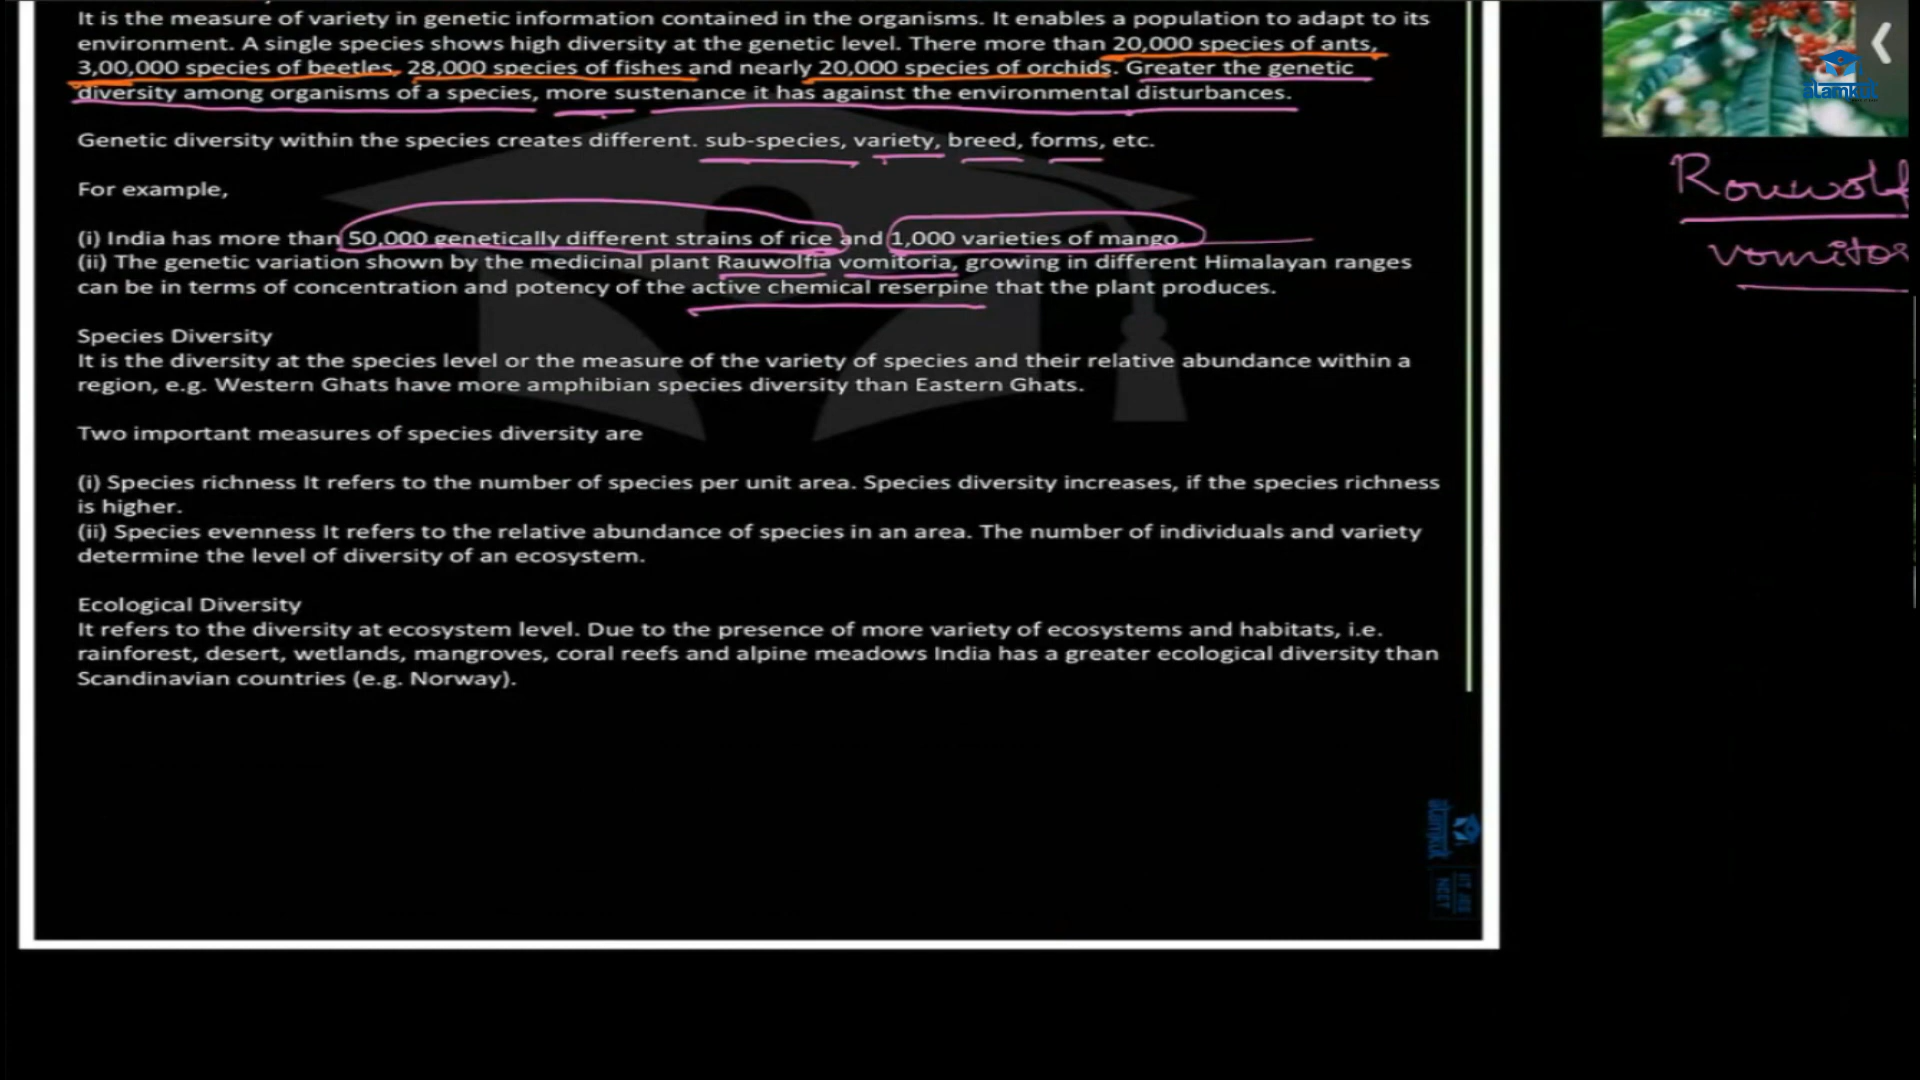 It is the measure of variety in genetic information contained in the organisms. It enables a population to adapt to its
environment. A single species shows high diversity at the genetic level. There more than 20,000 species of ants,
3,00,000 species of beetles, 28,000 species of fishes and nearly 20,000 species of orchids. Greater the genetic
diversity among organisms of a species, more sustenance it has against the environmental disturbances.
Genetic diversity within the species creates different. sub-species, variety, breed, forms, etc.
For example,
(i) India has more than 50,000 genetically different strains of rice and 1,000 varieties of mango.
(ii) The genetic variation shown by the medicinal plant Rauwolfia vomitoria, growing in different Himalayan ranges
can be in terms of concentration and potency of the active chemical reserpine that the plant produces.
Species Diversity
It is the diversity at the species level or the measure of the variety of species and their relative abundance within a
region, e.g. Western Ghats have more amphibian species diversity than Eastern Ghats.
Two important measures of species diversity are
(i) Species richness It refers to the number of species per unit area. Species diversity increases, if the species richness
is higher.
(ii) Species evenness It refers to the relative abundance of species in an area. The number of individuals and variety
determine the level of diversity of an ecosystem.
Ecological Diversity
It refers to the diversity at ecosystem level. Due to the presence of more variety of ecosystems and habitats, i.e.
rainforest, desert, wetlands, mangroves, coral reefs and alpine meadows India has a greater ecological diversity than
Scandinavian countries (e.g. Norway).
alamkut
Rouwolf
vomitor
alamkut
IIT JEE
NEET